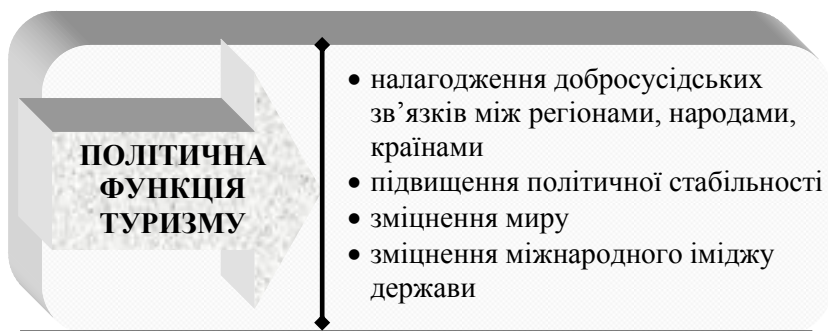 ПОЛІТИЧНА
ФУНКЦІЯ
ТУРИЗМУ
• налагодження добросусідських
зв’язків між регіонами, народами,
країнами
• підвищення політичної стабільності
• зміцнення миру
• зміцнення міжнародного іміджу
держави